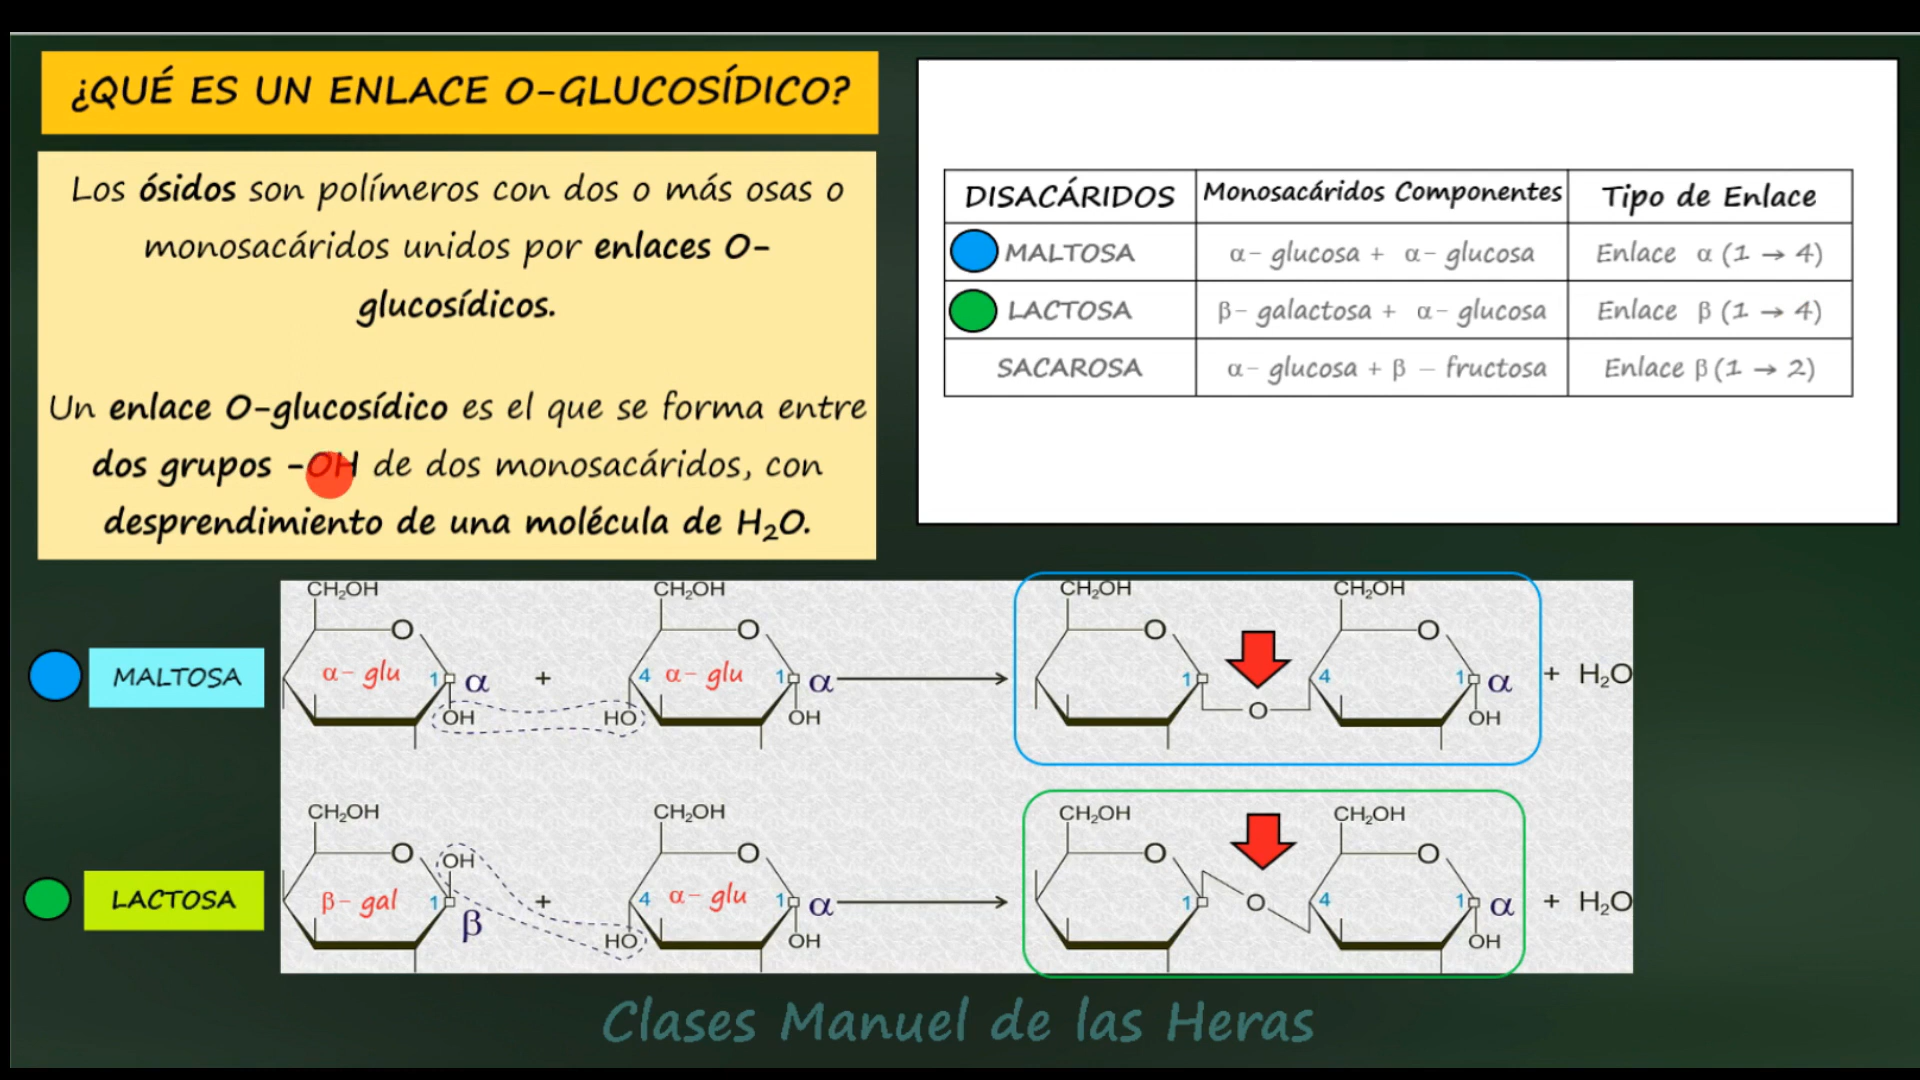 ¿QUÉ ES UN ENLACE O-GLUCOSÍDICO?
Los ósidos son polímeros con dos o más osas o
monosacáridos unidos por enlaces O-
glucosídicos.
Un enlace O-glucosídico es el que se forma entre
dos grupos -OH de dos monosacáridos, con
desprendimiento de una molécula de H₂O.
DISACÁRIDOS Monosacáridos Componentes Tipo de Enlace
MALTOSA α- glucosa + α- glucosa Enlace α (1 → 4)
LACTOSA β- galactosa + α- glucosa Enlace β (1 → 4)
SACAROSA α- glucosa + β - fructosa Enlace β (1 → 2)
CH₂OH CH₂OH CH₂OH CH₂OH
O O O O
MALTOSA α- glu 1 α + 4 α- glu 1 α 1 4 1 α + H₂O
OH HO OH O OH
CH₂OH CH₂OH CH₂OH CH₂OH
O OH O O O
LACTOSA β- gal 1 β + 4 α- glu 1 α 1 O 4 1 α + H₂O
HO OH OH
Clases Manuel de las Heras